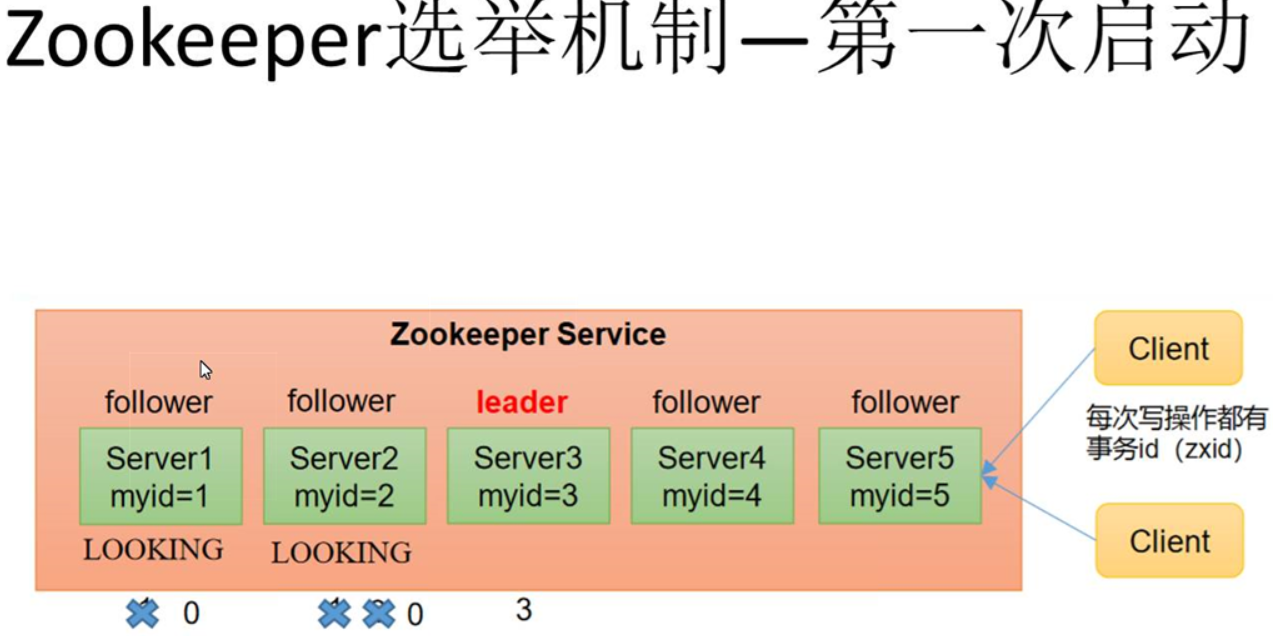 Zookeeper选举机制—第一次启动
Zookeeper Service
follower
follower
leader
follower
follower
Server1
myid=1
Server2
myid=2
Server3
myid=3
Server4
myid=4
Server5
myid=5
LOOKING
LOOKING
0
0
3
Client
每次写操作都有
事务id（zxid）
Client